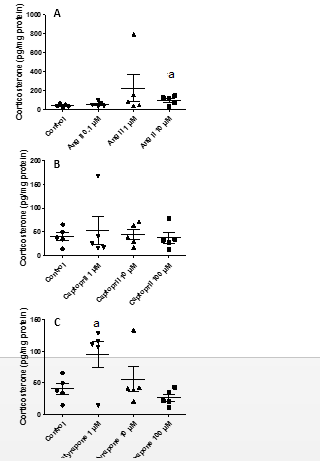 A
Corticosterone (pg/mg protein)
1000
800
600
400
200
0
a
Control
Ang II 0.1 µM
Ang II 1 µM
Ang II 10 µM
B
Corticosterone (pg/mg protein)
200
150
100
50
0
Control
Captopril 1 µM
Captopril 10 µM
Captopril 100 µM
C
Corticosterone (pg/mg protein)
150
100
50
0
a
Control
tyrapone 1 µM
yrapone 10 µM
apone 100 µM